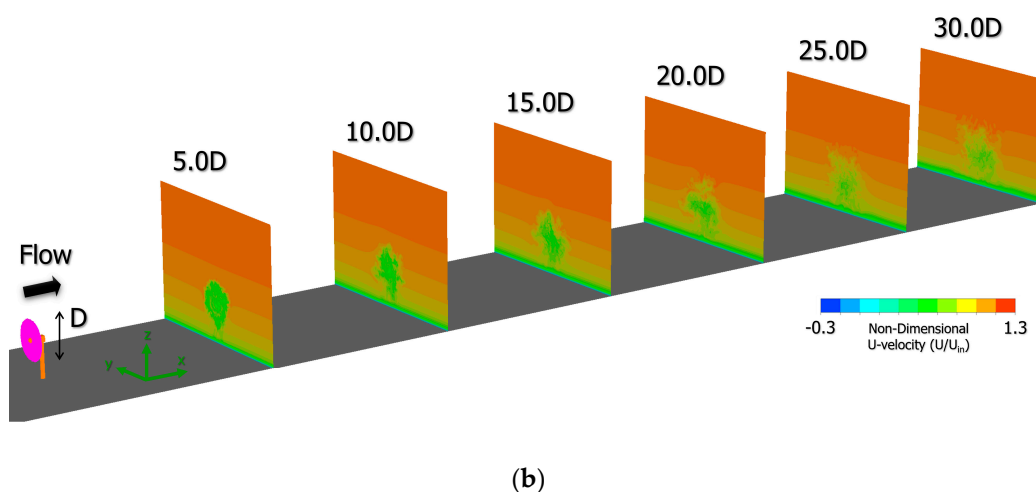 30.0D
25.0D
20.0D
15.0D
10.0D
5.0D
Flow
D
z
y
x
-0.3
Non-Dimensional
1.3
U-velocity (U/Uin)
(b)